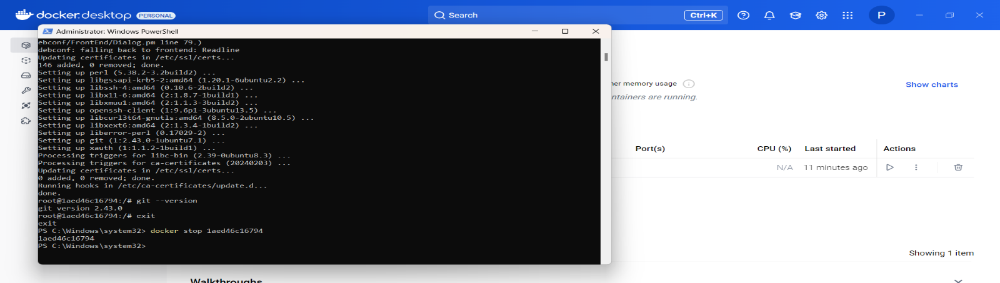 docker desktop PERSONAL
Search
Ctrl+K
P
Administrator: Windows PowerShell
ebconf/FrontEnd/Dialog.pm line 79.)
debconf: falling back to frontend: Readline
Updating certificates in /etc/ssl/certs...
146 added, 0 removed; done.
Setting up perl (5.38.2-3.2build2) ...
Setting up libgssapi-krb5-2:amd64 (1.20.1-6ubuntu2.2) ...
Setting up libssh-4:amd64 (0.10.6-2build2) ...
Setting up libx11-6:amd64 (2:1.8.7-1build1) ...
Setting up libxmuu1:amd64 (2:1.1.3-3build2) ...
Setting up openssh-client (1:9.6p1-3ubuntu13.5) ...
Setting up libcurl3t64-gnutls:amd64 (8.5.0-2ubuntu10.5) ...
Setting up libxext6:amd64 (2:1.3.4-1build2) ...
Setting up liberror-perl (0.17029-2) ...
Setting up git (1:2.43.0-1ubuntu7.1) ...
Setting up xauth (1:1.1.2-1build1) ...
Processing triggers for libc-bin (2.39-0ubuntu8.3) ...
Processing triggers for ca-certificates (20240203) ...
Updating certificates in /etc/ssl/certs...
0 added, 0 removed; done.
Running hooks in /etc/ca-certificates/update.d...
done.
root@1aed46c16794:/# git --version
git version 2.43.0
root@1aed46c16794:/# exit
exit
PS C:\Windows\system32> docker stop 1aed46c16794
1aed46c16794
PS C:\Windows\system32>
ner memory usage
Show charts
ntainers are running.
Port(s) CPU (%) Last started Actions
N/A 11 minutes ago
Showing 1 item
Walkthroughs